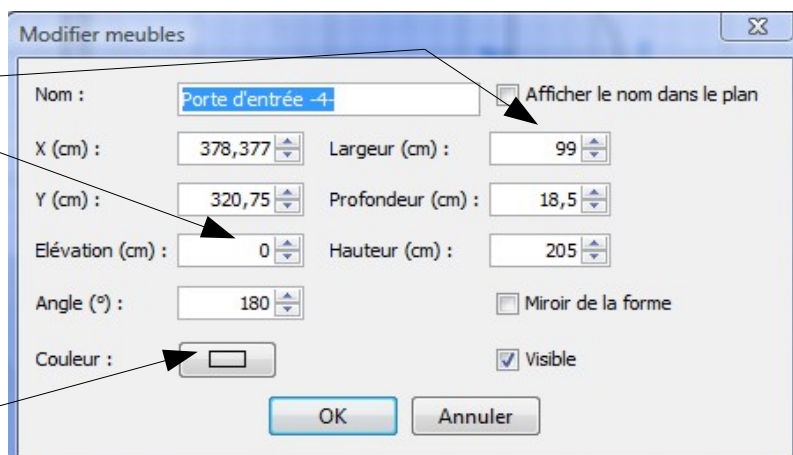 Modifier meubles
Nom : Porte d'entrée -4- Afficher le nom dans le plan
X (cm) : 378,377 Largeur (cm) : 99
Y (cm) : 320,75 Profondeur (cm) : 18,5
Elévation (cm) : 0 Hauteur (cm) : 205
Angle (°) : 180 Miroir de la forme
Couleur : Visible
OK Annuler